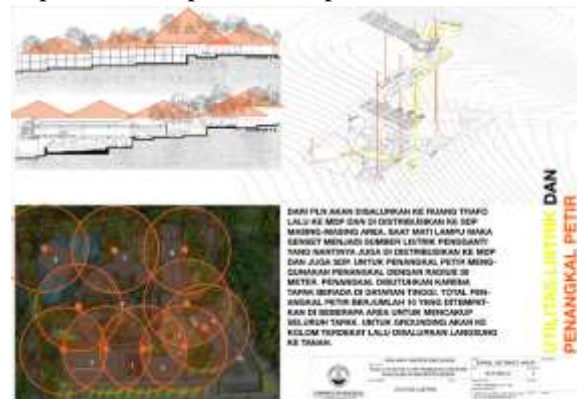 DARI PLN AKAN DISALURKAN KE RUANG TRAFO
LALU KE MDP DAN DI DISTRIBUSIKAN KE SDP
MASING-MASING AREA. SAAT MATI LAMPU MAKA
GENSET MENJADI SUMBER LISTRIK PENGGANTI
YANG NANTINYA JUGA DI DISTRIBUSIKAN KE MDP
DAN JUGA SDP. UNTUK PENANGKAL PETIR MENG-
GUNAKAN PENANGKAL DENGAN RADIUS 30
METER. PENANGKAL DIBUTUHKAN KARENA
TAPAK BERADA DI DATARAN TINGGI. TOTAL PEN-
ANGKAL PETIR BERJUMLAH 10 YANG DITEMPAT-
KAN DI BEBERAPA AREA UNTUK MENCAKUP
SELURUH TAPAK. UNTUK GROUNDING AKAN KE
KOLOM TERDEKAT LALU DISALURKAN LANGSUNG
KE TANAH.
UTILITAS LISTRIK DAN
PENANGKAL PETIR